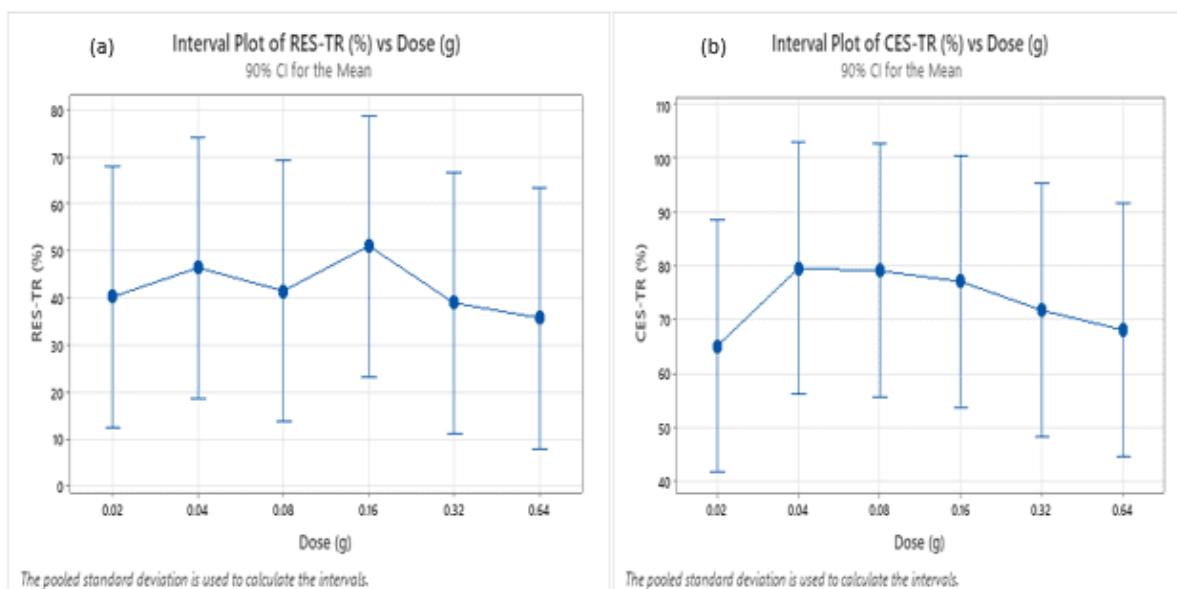 (a)
Interval Plot of RES-TR (%) vs Dose (g)
90% CI for the Mean
80
70
60
50
40
30
20
10
0
RES-TR (%)
0.02 0.04 0.08 0.16 0.32 0.64
Dose (g)
The pooled standard deviation is used to calculate the intervals.
(b)
Interval Plot of CES-TR (%) vs Dose (g)
90% CI for the Mean
110
100
90
80
70
60
50
40
CES-TR (%)
0.02 0.04 0.08 0.16 0.32 0.64
Dose (g)
The pooled standard deviation is used to calculate the intervals.